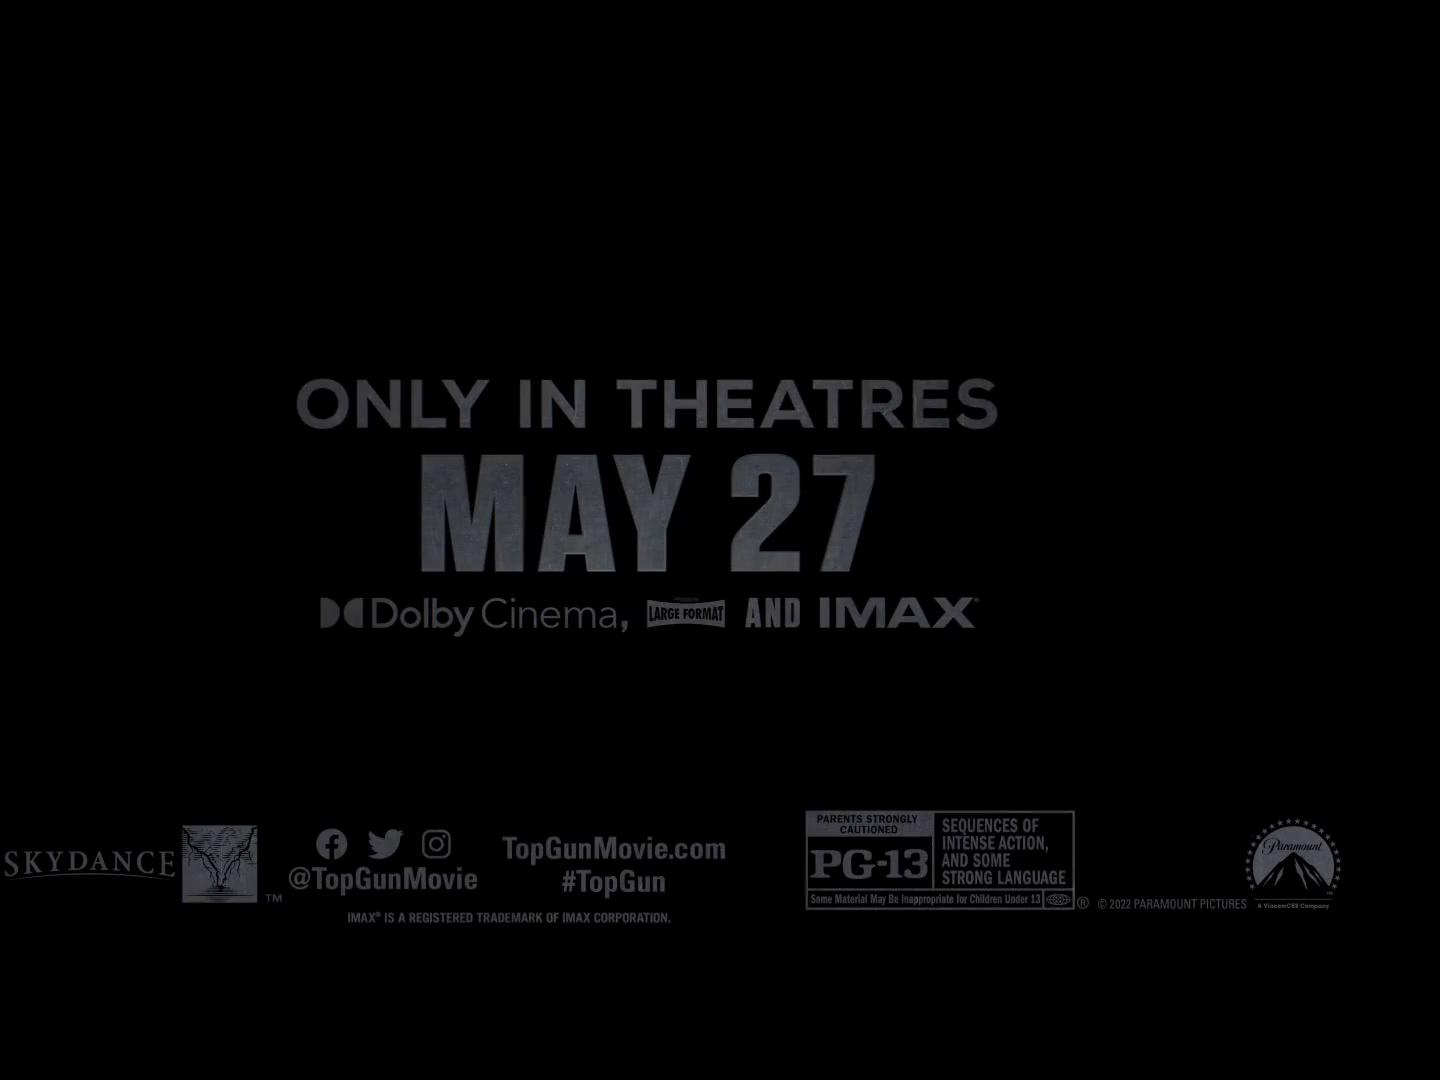 ONLY IN THEATRES
MAY 27
Dolby Cinema, LARGE FORMAT AND IMAX®
SKYDANCE
TM
@TopGunMovie
TopGunMovie.com
#TopGun
IMAX® IS A REGISTERED TRADEMARK OF IMAX CORPORATION.
PARENTS STRONGLY
CAUTIONED
PG-13
SEQUENCES OF
INTENSE ACTION,
AND SOME
STRONG LANGUAGE
Some Material May Be Inappropriate for Children Under 13
®
© 2022 PARAMOUNT PICTURES
Paramount
TM
A ViacomCBS Company